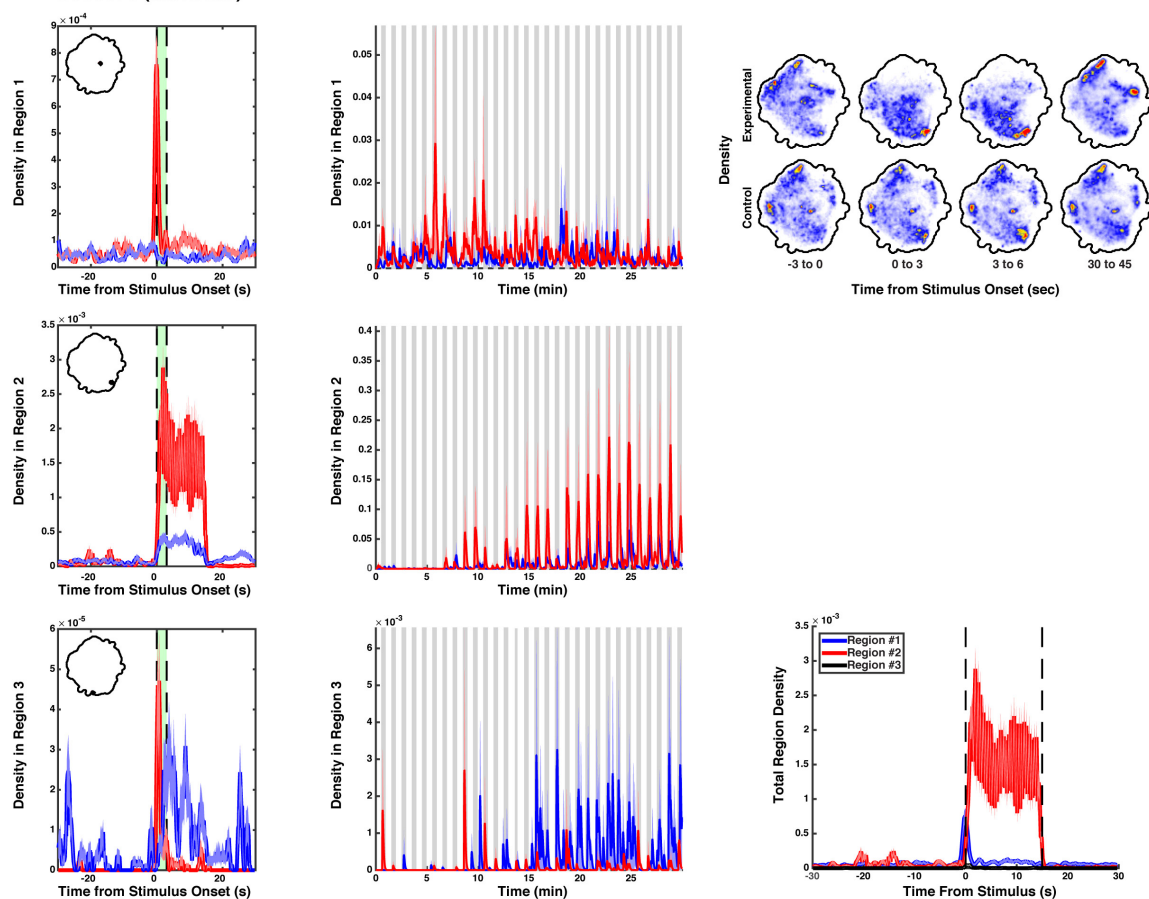 × 10⁻⁴
9
8
7
6
5
4
3
2
1
0
Density in Region 1
-20 0 20
Time from Stimulus Onset (s)
0.05
0.04
0.03
0.02
0.01
0
Density in Region 1
0 5 10 15 20 25
Time (min)
Density
Experimental
Control
-3 to 0 0 to 3 3 to 6 30 to 45
Time from Stimulus Onset (sec)
× 10⁻³
3.5
3
2.5
2
1.5
1
0.5
0
Density in Region 2
-20 0 20
Time from Stimulus Onset (s)
0.4
0.35
0.3
0.25
0.2
0.15
0.1
0.05
0
Density in Region 2
0 5 10 15 20 25
Time (min)
× 10⁻⁵
6
5
4
3
2
1
0
Density in Region 3
-20 0 20
Time from Stimulus Onset (s)
× 10⁻³
6
5
4
3
2
1
0
Density in Region 3
0 5 10 15 20 25
Time (min)
× 10⁻³
3.5
3
2.5
2
1.5
1
0.5
0
Total Region Density
Region #1
Region #2
Region #3
-30 -20 -10 0 10 20 30
Time From Stimulus (s)